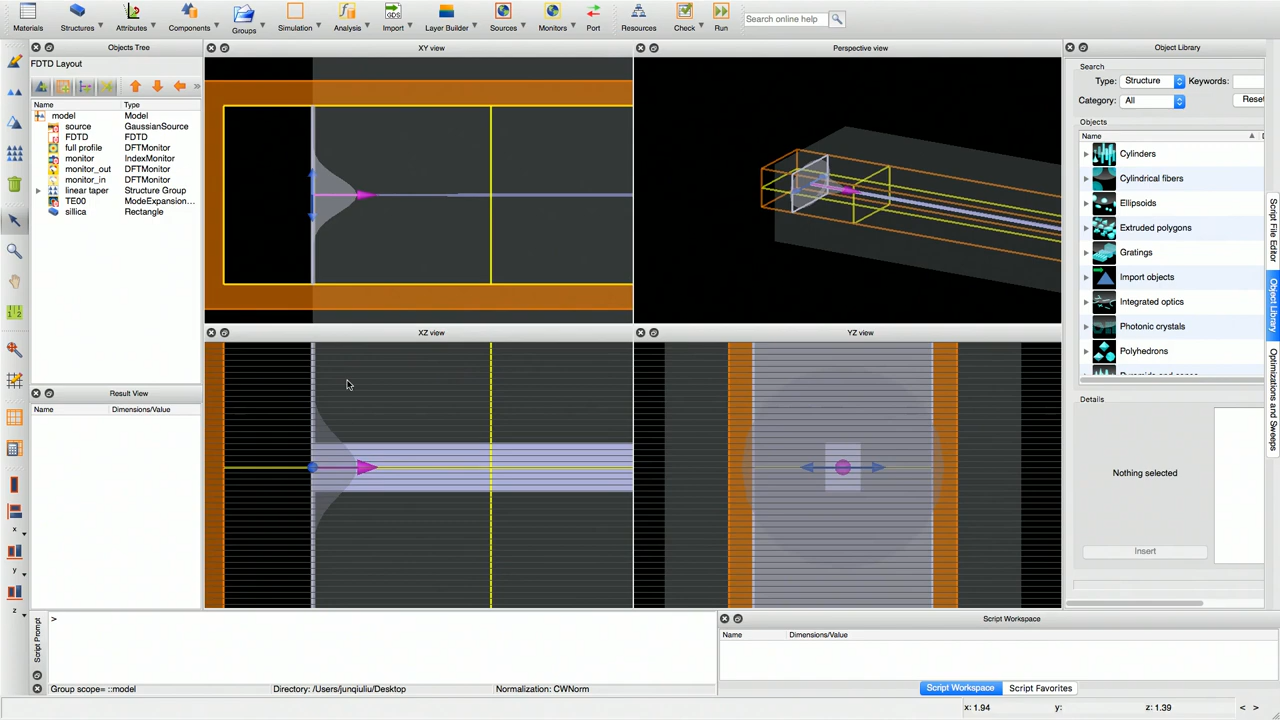 Materials Structures Attributes Components Groups Simulation Analysis Import Layer Builder Sources Monitors Port Resources Check Run Search online help
GDS
Objects Tree
FDTD Layout
»
Name Type
model Model
source GaussianSource
FDTD FDTD
full profile DFTMonitor
monitor IndexMonitor
monitor_out DFTMonitor
monitor_in DFTMonitor
linear taper Structure Group
TE00 ModeExpansion...
sillica Rectangle
Result View
Name Dimensions/Value
x
y
z
XY view
Perspective view
XZ view
YZ view
Object Library
Search
Type: Structure Keywords:
Category: All Reset
Objects
Name
Cylinders
Cylindrical fibers
Ellipsoids
Extruded polygons
Gratings
Import objects
Integrated optics
Photonic crystals
Polyhedrons
Details
Nothing selected
Insert
Script File Editor
Object Library
Optimizations and Sweeps
Script Prompt
>
Group scope= ::model Directory: /Users/junqiuliu/Desktop Normalization: CWNorm
Script Workspace
Name Dimensions/Value
Script Workspace Script Favorites
x: 1.94 y: z: 1.39 < >